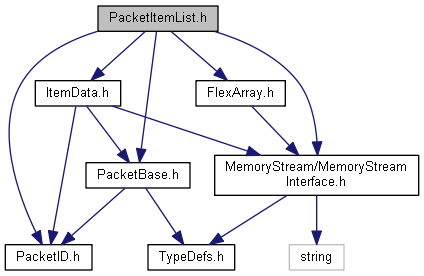 PacketItemList.h
ItemData.h
FlexArray.h
PacketBase.h
MemoryStream/MemoryStream
Interface.h
PacketID.h
TypeDefs.h
string